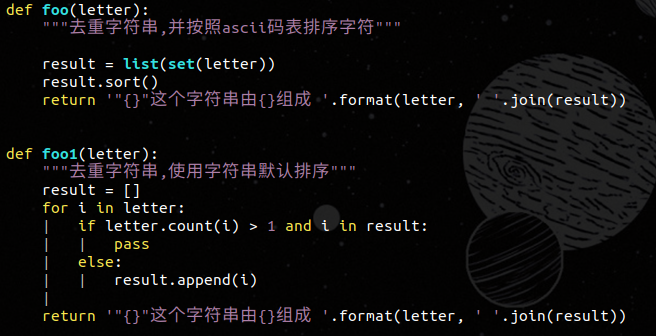 def foo(letter):
    """去重字符串,并按照ascii码表排序字符"""
    result = list(set(letter))
    result.sort()
    return '"{}"这个字符串由{}组成 '.format(letter, ' '.join(result))
def foo1(letter):
    """去重字符串,使用字符串默认排序"""
    result = []
    for i in letter:
    |   if letter.count(i) > 1 and i in result:
    |   |   pass
    |   else:
    |   |   result.append(i)
    |
    return '"{}"这个字符串由{}组成 '.format(letter, ' '.join(result))